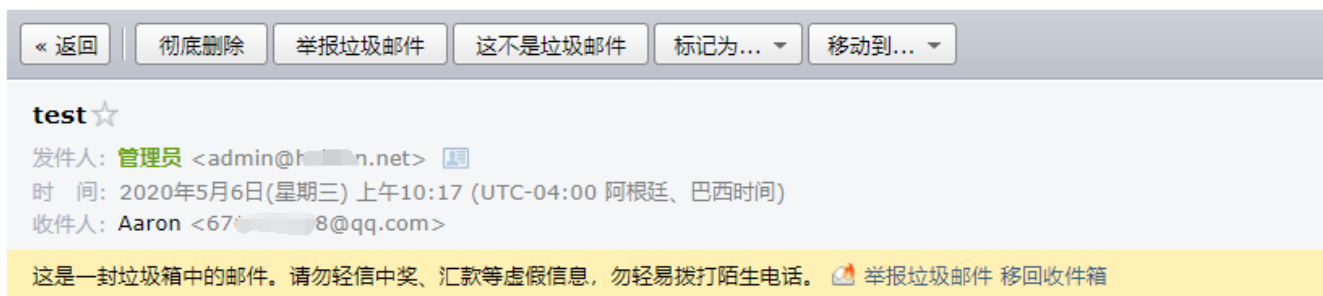 « 返回 彻底删除 举报垃圾邮件 这不是垃圾邮件 标记为... 移动到...
test
发件人: 管理员 <admin@h n.net>
时 间: 2020年5月6日(星期三) 上午10:17 (UTC-04:00 阿根廷、巴西时间)
收件人: Aaron <67 8@qq.com>
这是一封垃圾箱中的邮件。请勿轻信中奖、汇款等虚假信息，勿轻易拨打陌生电话。 举报垃圾邮件 移回收件箱